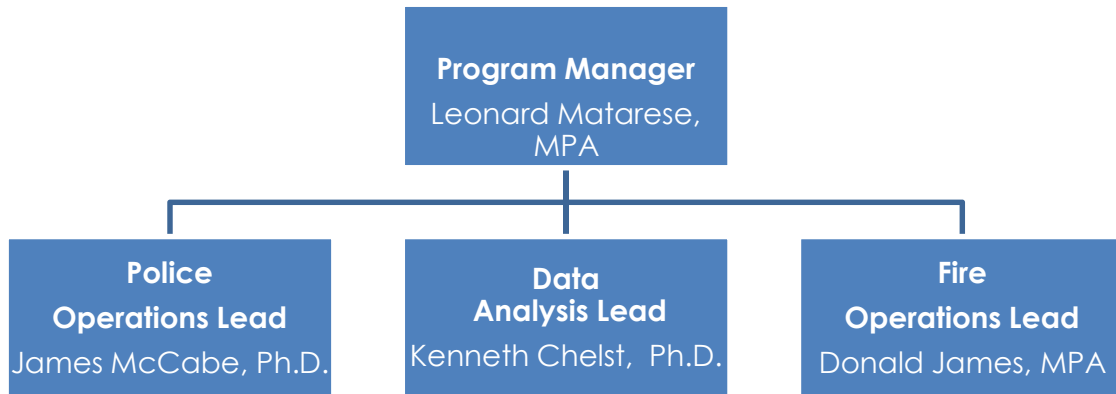 Program Manager
Leonard Matarese,
MPA
Police
Operations Lead
James McCabe, Ph.D.
Data
Analysis Lead
Kenneth Chelst,  Ph.D.
Fire
Operations Lead
Donald James, MPA